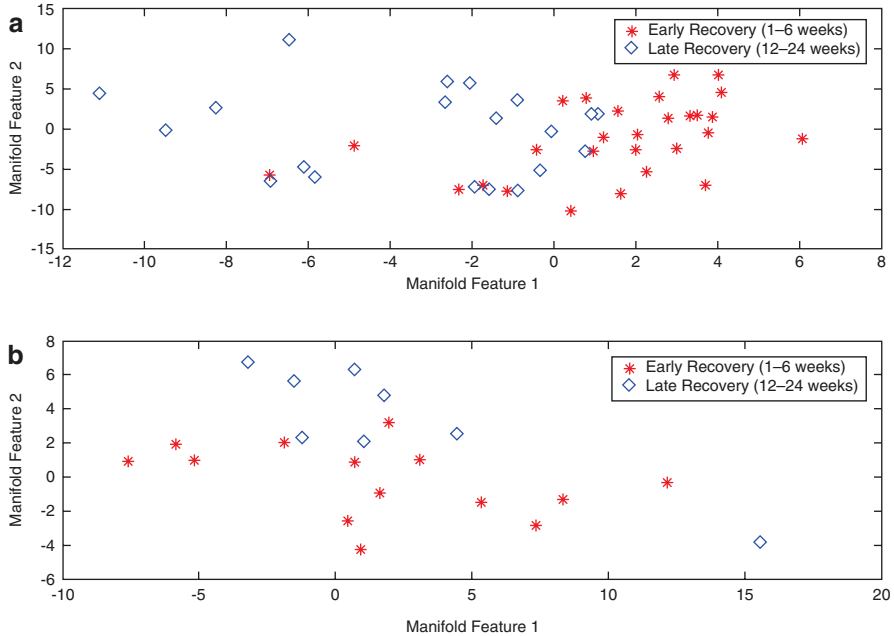 a
15
10
5
0
-5
-10
-15
Manifold Feature 2
Early Recovery (1–6 weeks)
Late Recovery (12–24 weeks)
-12 -10 -8 -6 -4 -2 0 2 4 6 8
Manifold Feature 1
b
8
6
4
2
0
-2
-4
-6
Manifold Feature 2
Early Recovery (1–6 weeks)
Late Recovery (12–24 weeks)
-10 -5 0 5 10 15 20
Manifold Feature 1